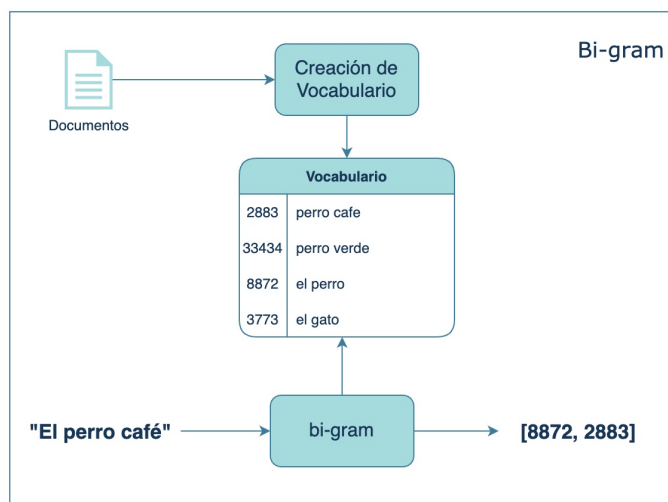 Bi-gram
Creación de
Vocabulario
Documentos
Vocabulario
2883 perro cafe
33434 perro verde
8872 el perro
3773 el gato
"El perro café"
bi-gram
[8872, 2883]